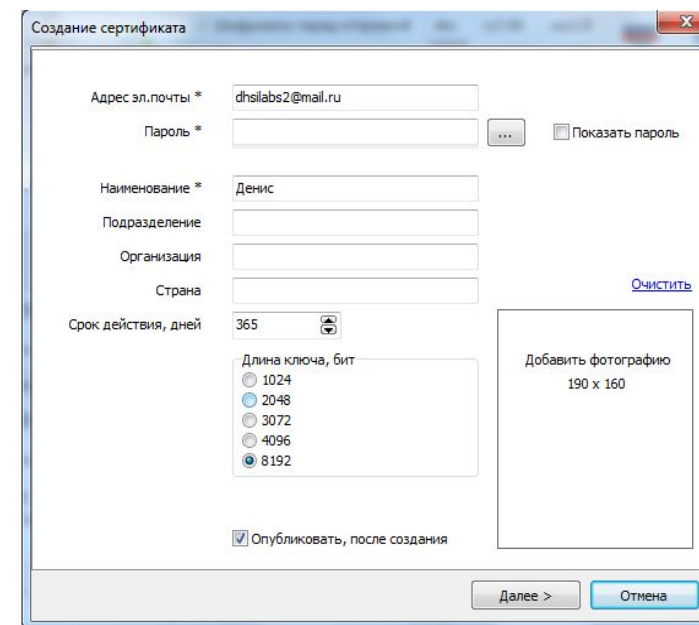 Создание сертификата
Адрес эл.почты * dhsilabs2@mail.ru
Пароль * ... Показать пароль
Наименование * Денис
Подразделение
Организация
Страна
Очистить
Срок действия, дней 365
Добавить фотографию
190 x 160
Длина ключа, бит
1024
2048
3072
4096
8192
Опубликовать, после создания
Далее > Отмена